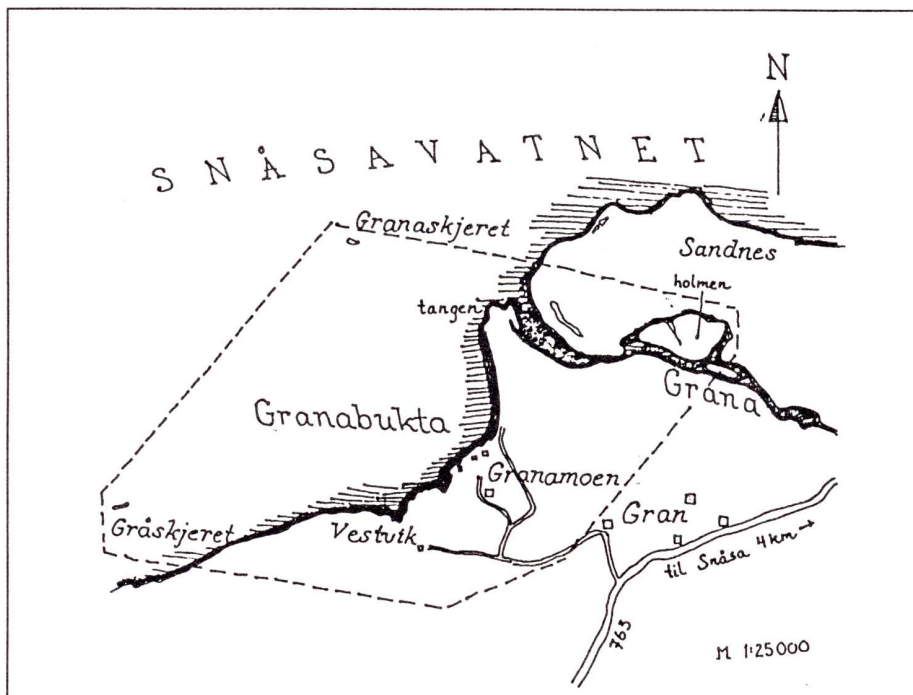 N
SNÅSAVATNET
Granaskjeret
Sandnes
holmen
tangen
Grana
Granabukta
Granamoen
Gråskjeret
Vestvik
Gran
til Snåsa 4km→
763
M 1:25000